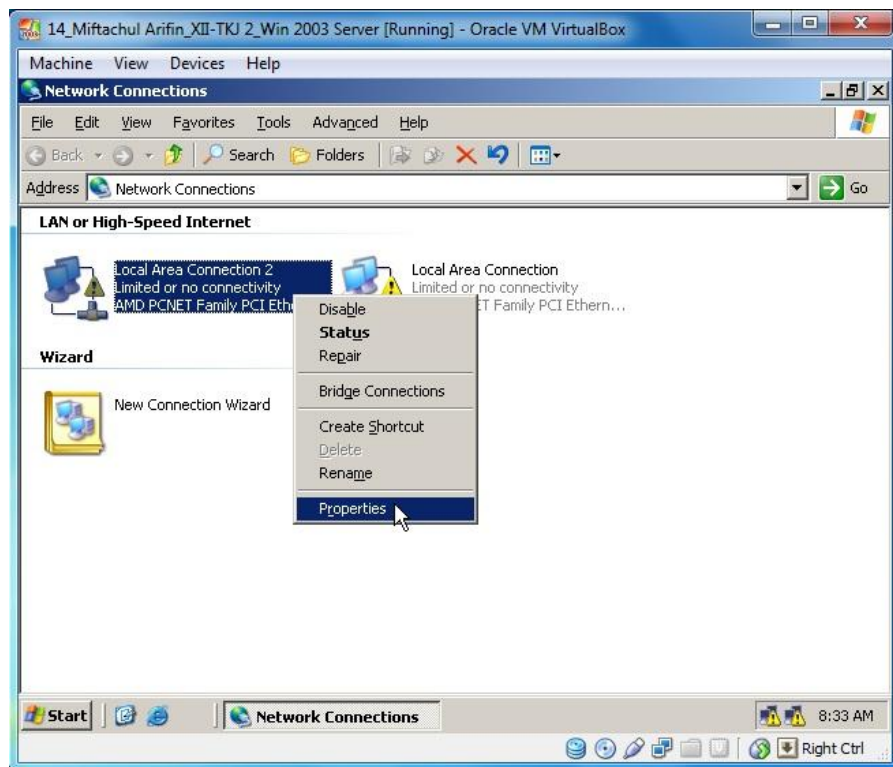 14_Miftachul Arifin_XII-TKJ 2_Win 2003 Server [Running] - Oracle VM VirtualBox
Machine View Devices Help
Network Connections
File Edit View Favorites Tools Advanced Help
Back Search Folders
Address Network Connections Go
LAN or High-Speed Internet
Local Area Connection 2
Limited or no connectivity
AMD PCNET Family PCI Eth
Local Area Connection
Limited or no connectivity
Family PCI Ethern...
Disable
Status
Repair
Bridge Connections
Create Shortcut
Delete
Rename
Properties
Wizard
New Connection Wizard
Start Network Connections 8:33 AM
Right Ctrl